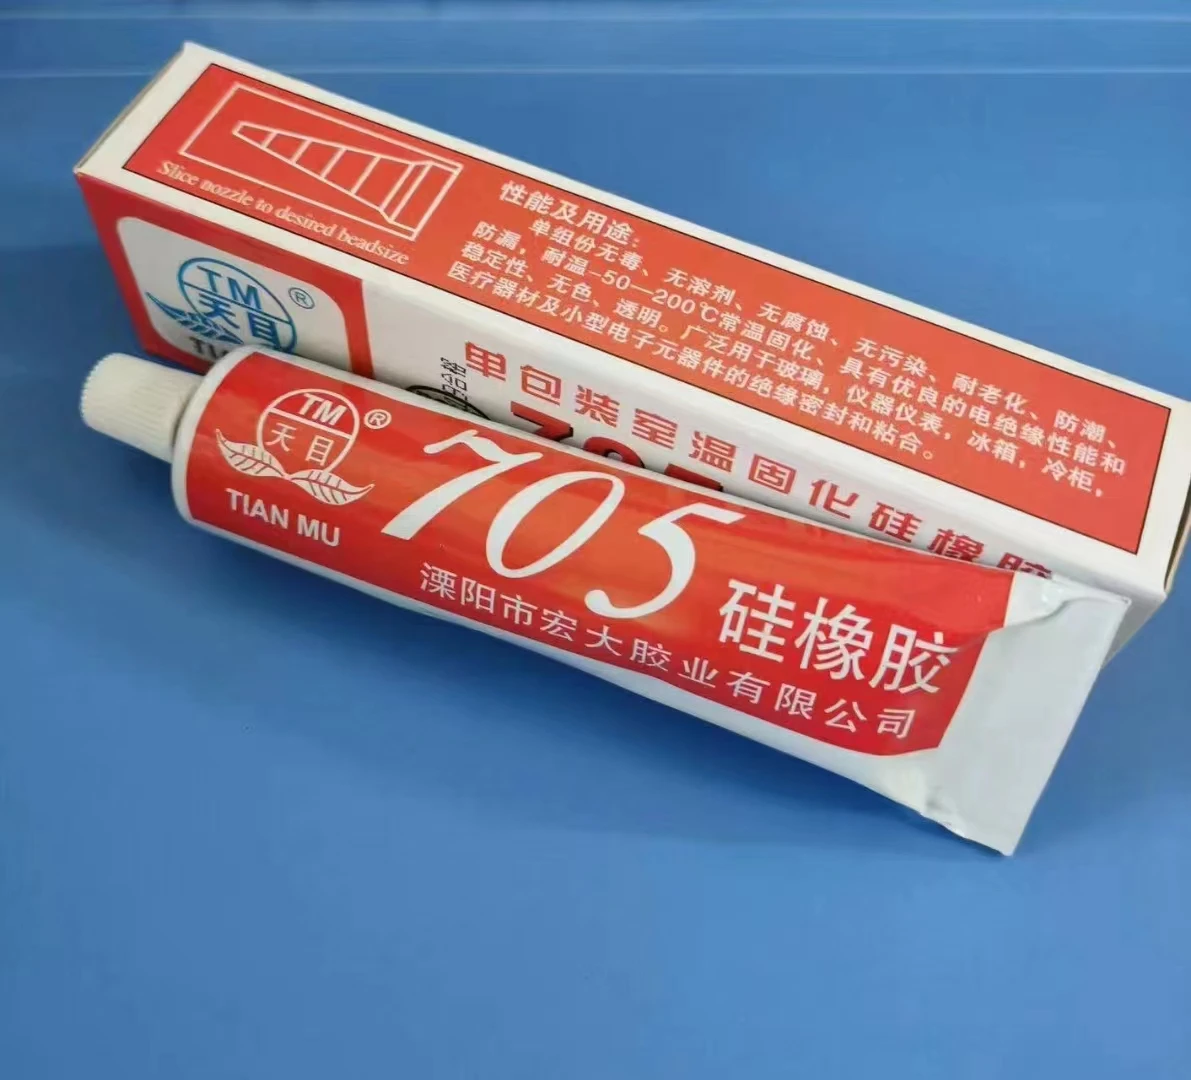 Slice nozzle to desired beadsize
性能及用途：
单组份无毒、无溶剂、无腐蚀、无污染、耐老化、防潮、
防漏，耐温-50—200℃常温固化、具有优良的电绝缘性能和
稳定性、无色、透明。广泛用于玻璃，仪器仪表，冰箱，冷柜，
医疗器材及小型电子元器件的绝缘密封和粘合。
TM
®
天目
单包装室温固化硅橡胶
705
TM
®
天目
TIAN MU
705硅橡胶
溧阳市宏大胶业有限公司